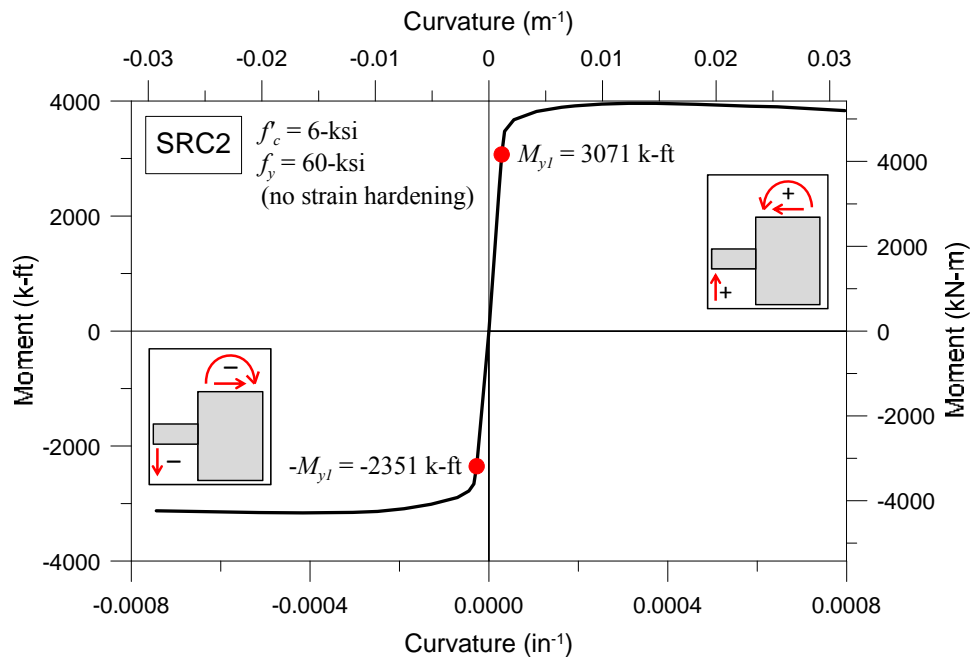 Curvature (m⁻¹)
-0.03 -0.02 -0.01 0 0.01 0.02 0.03
4000
2000
0
-2000
-4000
Moment (k-ft)
SRC2
f'c = 6-ksi
fy = 60-ksi
(no strain hardening)
My1 = 3071 k-ft
+
+
−
−
-My1 = -2351 k-ft
4000
2000
0
-2000
-4000
Moment (kN-m)
-0.0008 -0.0004 0.0000 0.0004 0.0008
Curvature (in⁻¹)